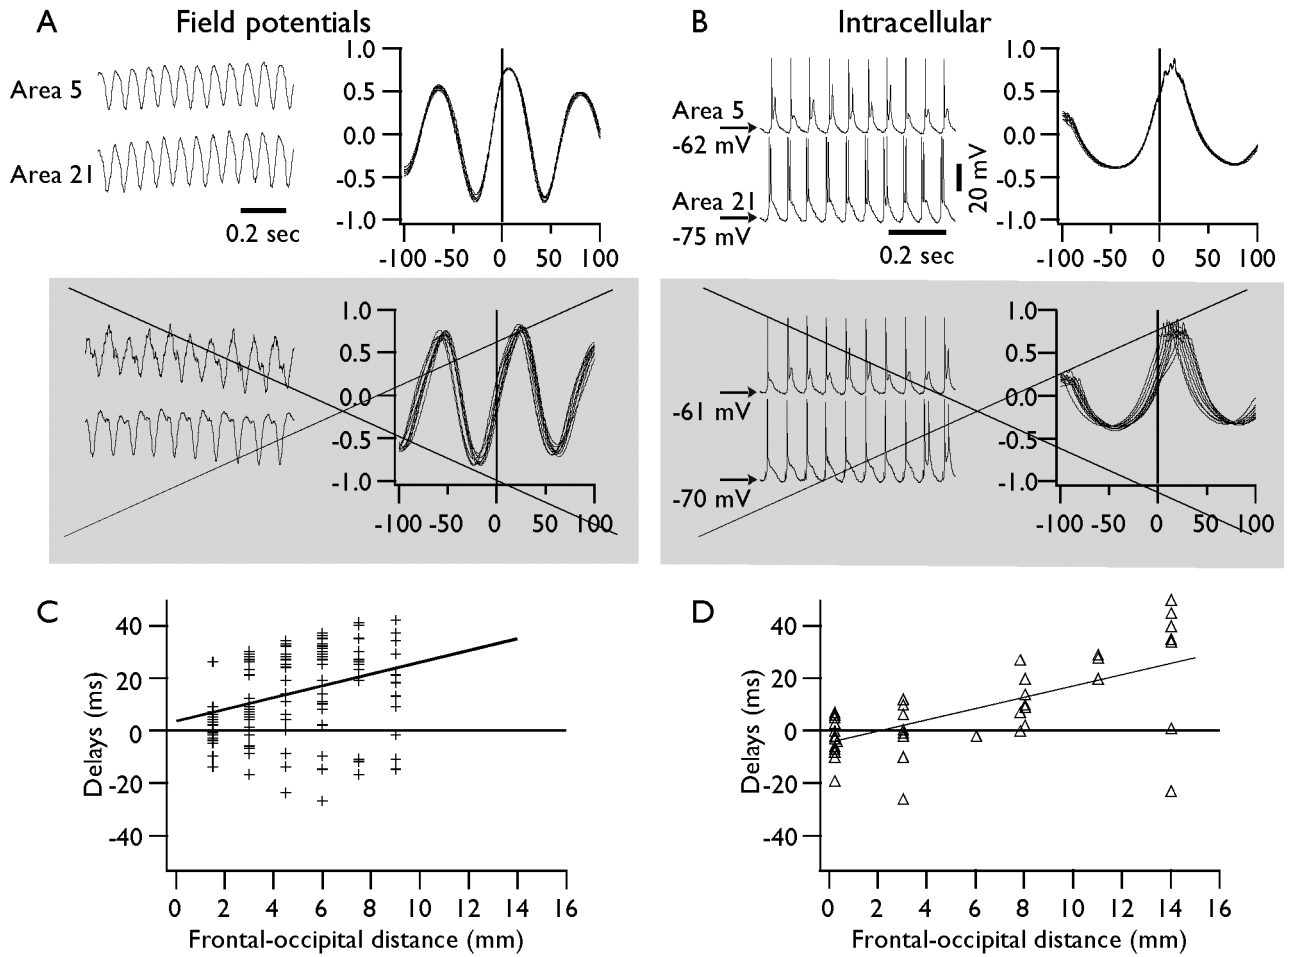 A Field potentials
Area 5
Area 21
0.2 sec
1.0
0.5
0.0
-0.5
-1.0
-100 -50 0 50 100
B Intracellular
Area 5
-62 mV
Area 21
-75 mV
20 mV
0.2 sec
1.0
0.5
0.0
-0.5
-1.0
-100 -50 0 50 100
1.0
0.5
0.0
-0.5
-1.0
-100 -50 0 50 100
-61 mV
-70 mV
1.0
0.5
0.0
-0.5
-1.0
-100 -50 0 50 100
C
Delays (ms)
40
20
0
-20
-40
0 2 4 6 8 10 12 14 16
Frontal-occipital distance (mm)
D
Delays (ms)
40
20
0
-20
-40
0 2 4 6 8 10 12 14 16
Frontal-occipital distance (mm)